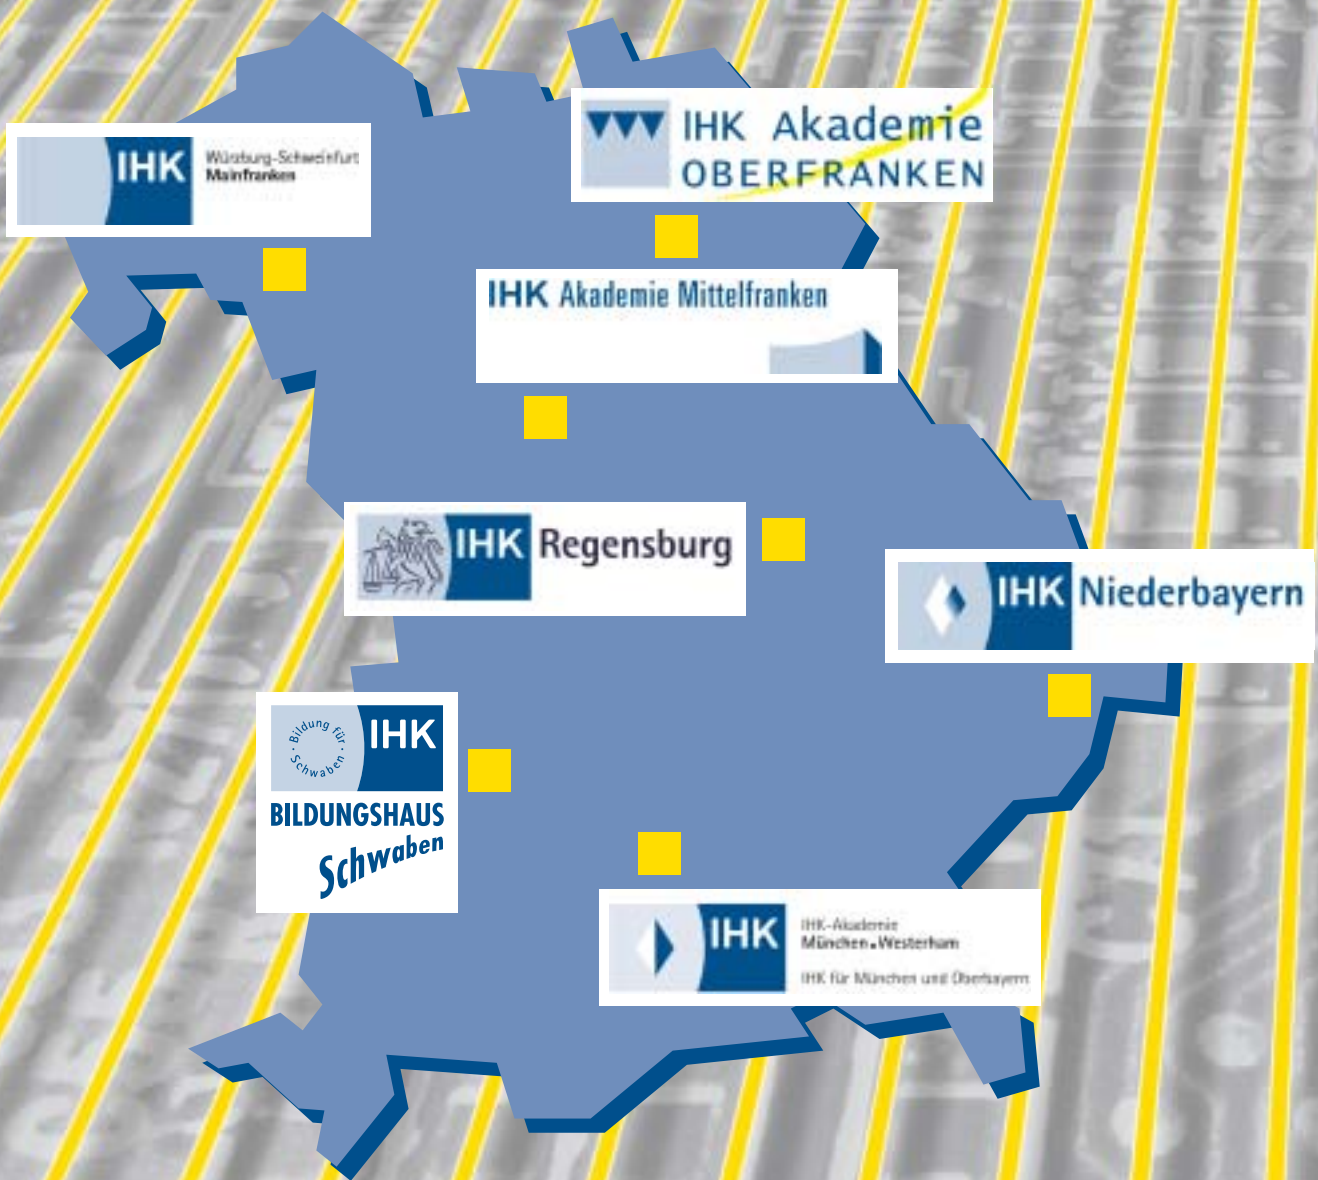 IHK Akademie
OBERFRANKEN
IHK
Würzburg-Schweinfurt
Mainfranken
IHK Akademie Mittelfranken
IHK Regensburg
IHK Niederbayern
· Bildung für ·
Schwaben
IHK
BILDUNGSHAUS
Schwaben
IHK
IHK-Akademie
München Westerham
IHK für München und Oberbayern